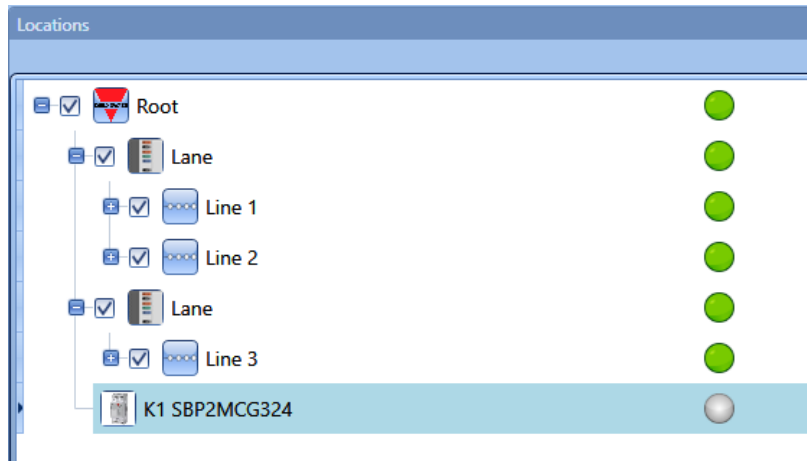 Locations
Root
Lane
Line 1
Line 2
Lane
Line 3
K1 SBP2MCG324